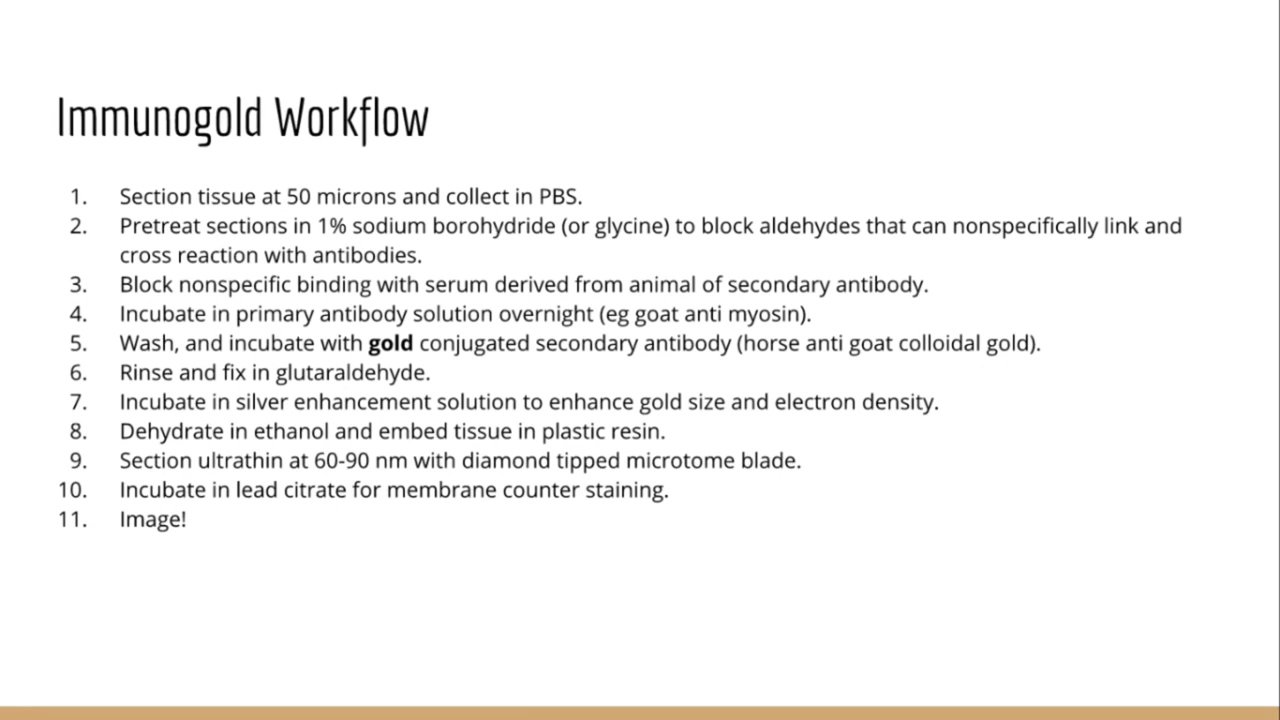 Immunogold Workflow
1. Section tissue at 50 microns and collect in PBS.
2. Pretreat sections in 1% sodium borohydride (or glycine) to block aldehydes that can nonspecifically link and
cross reaction with antibodies.
3. Block nonspecific binding with serum derived from animal of secondary antibody.
4. Incubate in primary antibody solution overnight (eg goat anti myosin).
5. Wash, and incubate with gold conjugated secondary antibody (horse anti goat colloidal gold).
6. Rinse and fix in glutaraldehyde.
7. Incubate in silver enhancement solution to enhance gold size and electron density.
8. Dehydrate in ethanol and embed tissue in plastic resin.
9. Section ultrathin at 60-90 nm with diamond tipped microtome blade.
10. Incubate in lead citrate for membrane counter staining.
11. Image!